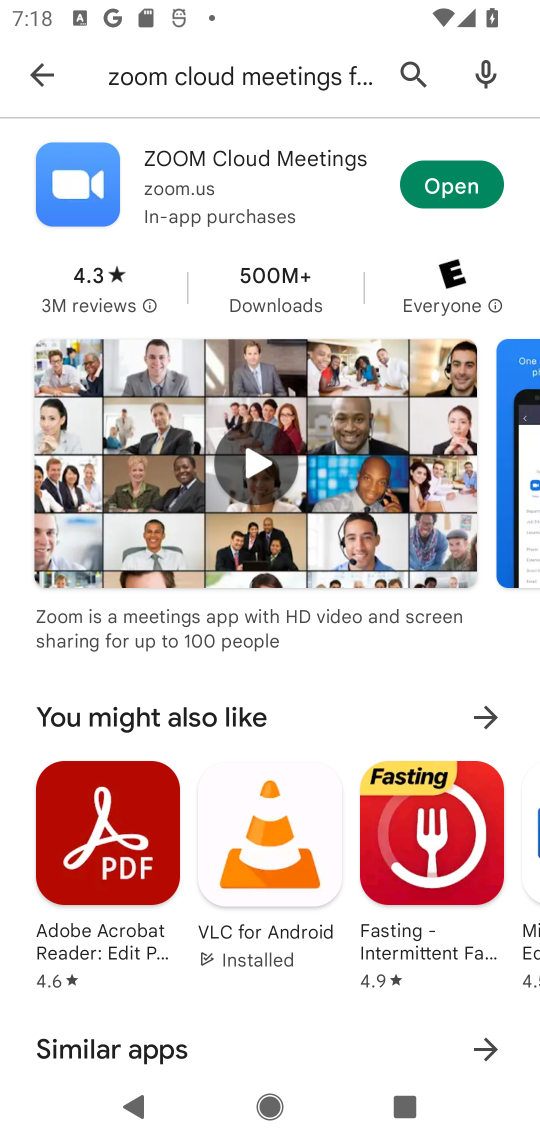 7:18
zoom cloud meetings f...
ZOOM Cloud Meetings
zoom.us
In-app purchases
Open
4.3★
3M reviews
500M+
Downloads
E
Everyone
One
Zoom is a meetings app with HD video and screen
sharing for up to 100 people
You might also like
PDF
Fasting
Adobe Acrobat
Reader: Edit P...
4.6★
VLC for Android
Installed
Fasting -
Intermittent Fa...
4.9★
Mi
Ed
4.5
Similar apps